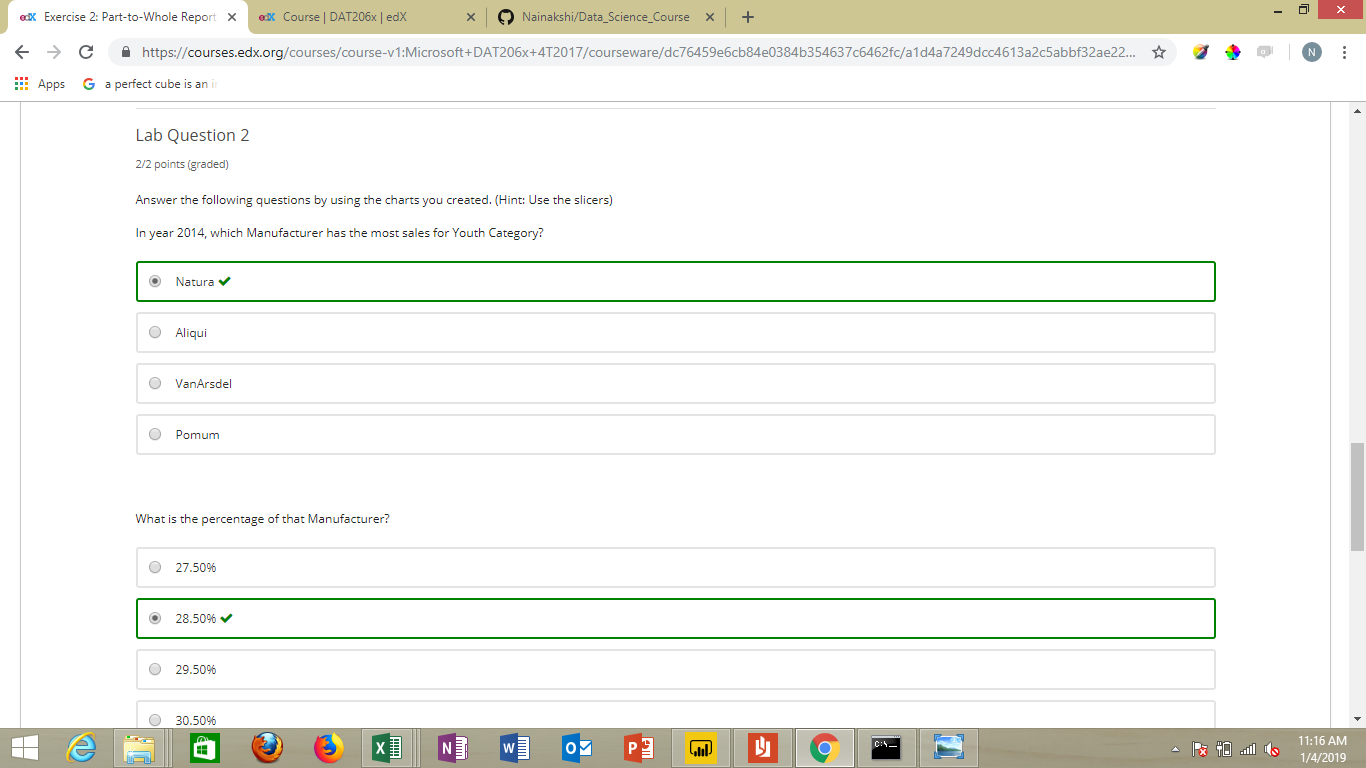 edX Exercise 2: Part-to-Whole Report
edX Course | DAT206x | edX
Nainakshi/Data_Science_Course
https://courses.edx.org/courses/course-v1:Microsoft+DAT206x+4T2017/courseware/dc76459e6cb84e0384b354637c6462fc/a1d4a7249dcc4613a2c5abbf32ae22...
N
Apps
G a perfect cube is an i
Lab Question 2
2/2 points (graded)
Answer the following questions by using the charts you created. (Hint: Use the slicers)
In year 2014, which Manufacturer has the most sales for Youth Category?
Natura
Aliqui
VanArsdel
Pomum
What is the percentage of that Manufacturer?
27.50%
28.50%
29.50%
30.50%
11:16 AM
1/4/2019